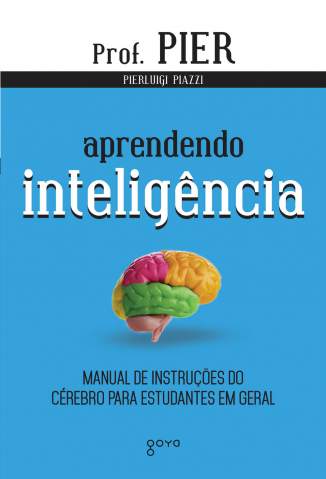 Prof. PIER
PIERLUIGI PIAZZI
aprendendo
inteligência
MANUAL DE INSTRUÇÕES DO
CÉREBRO PARA ESTUDANTES EM GERAL
goya